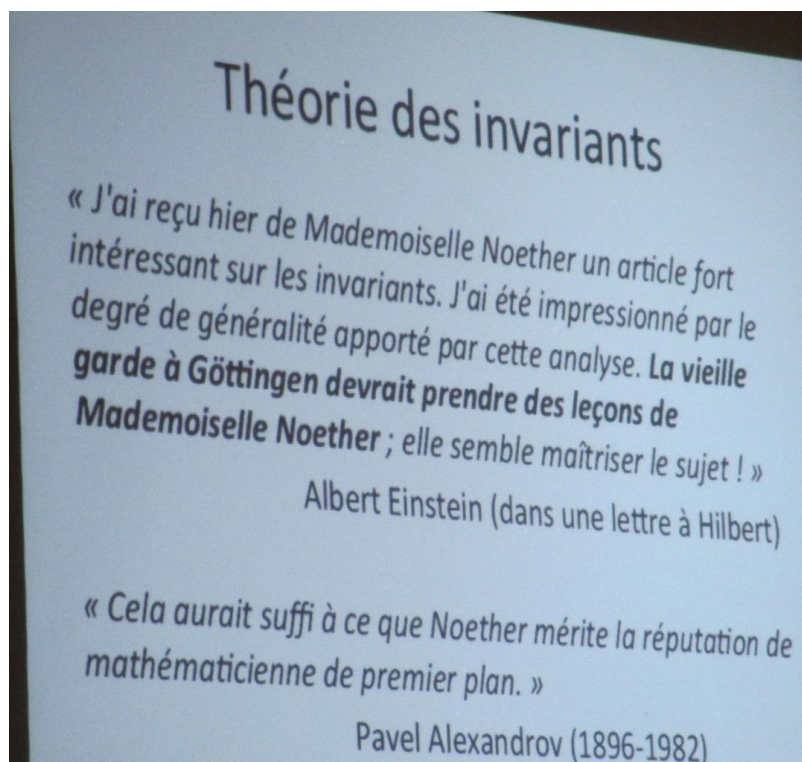 Théorie des invariants
« J'ai reçu hier de Mademoiselle Noether un article fort
intéressant sur les invariants. J'ai été impressionné par le
degré de généralité apporté par cette analyse. La vieille
garde à Göttingen devrait prendre des leçons de
Mademoiselle Noether ; elle semble maîtriser le sujet ! »
Albert Einstein (dans une lettre à Hilbert)
« Cela aurait suffi à ce que Noether mérite la réputation de
mathématicienne de premier plan. »
Pavel Alexandrov (1896-1982)